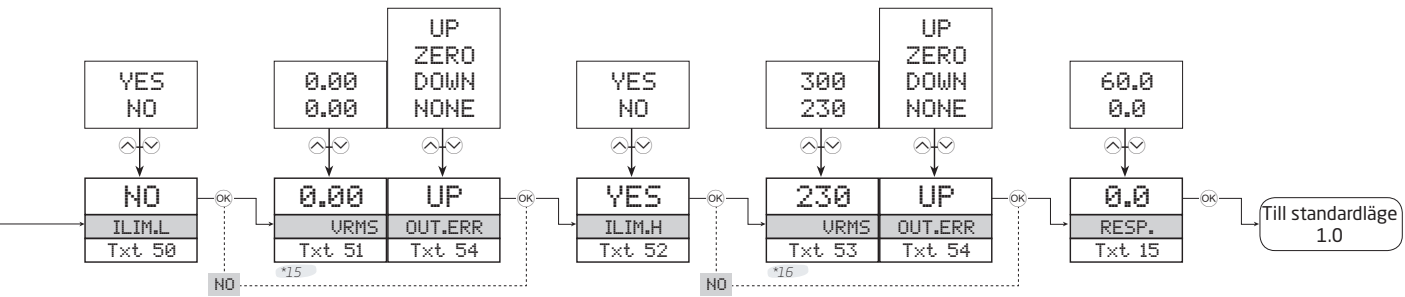 YES
NO
0.00
0.00
UP
ZERO
DOWN
NONE
YES
NO
300
230
UP
ZERO
DOWN
NONE
60.0
0.0
NO
ILIM.L
Txt 50
OK
0.00
VRMS
Txt 51
*15
UP
OUT.ERR
Txt 54
OK
NO
YES
ILIM.H
Txt 52
OK
230
VRMS
Txt 53
*16
UP
OUT.ERR
Txt 54
OK
NO
0.0
RESP.
Txt 15
OK
Till standardläge
1.0